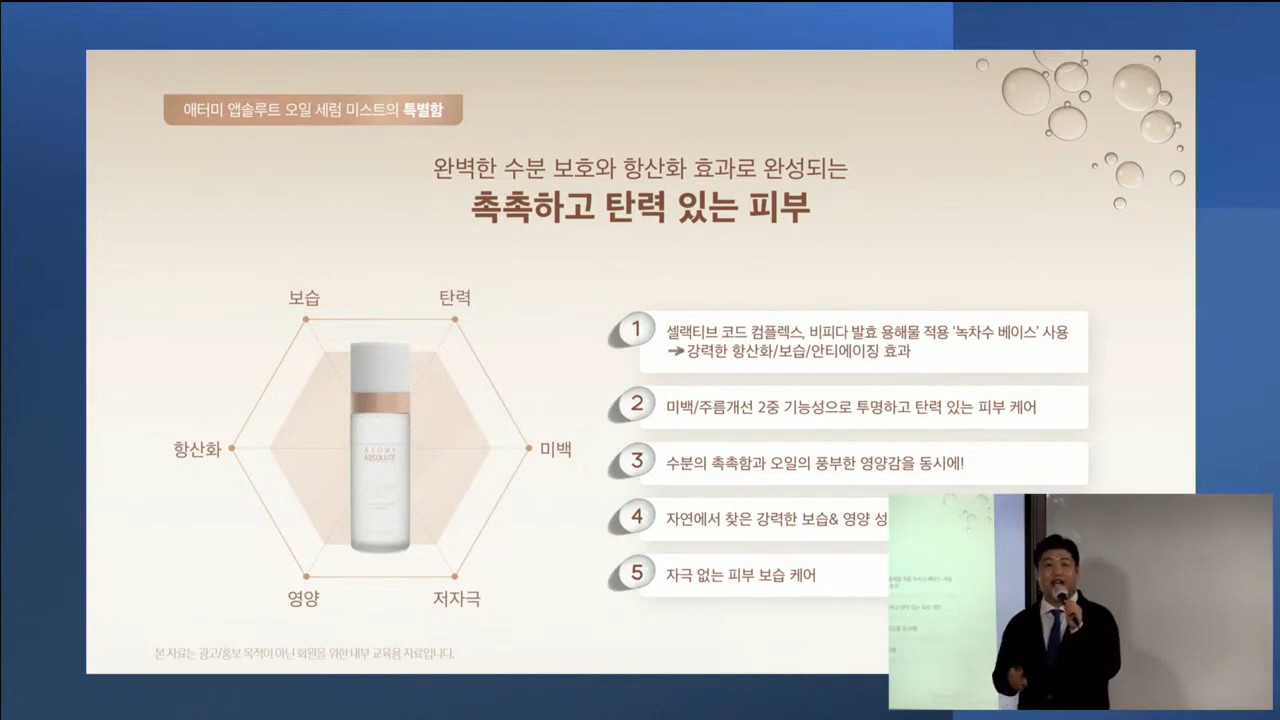 애터미 앱솔루트 오일 세럼 미스트의 특별함
완벽한 수분 보호와 항산화 효과로 완성되는
촉촉하고 탄력 있는 피부
보습
탄력
항산화
미백
영양
저자극
ATOMY
ABSOLUTE
1
셀랙티브 코드 컴플렉스, 비피다 발효 용해물 적용 ‘녹차수 베이스’ 사용
➔강력한 항산화/보습/안티에이징 효과
2
미백/주름개선 2중 기능성으로 투명하고 탄력 있는 피부 케어
3
수분의 촉촉함과 오일의 풍부한 영양감을 동시에!
4
자연에서 찾은 강력한 보습& 영양 성
5
자극 없는 피부 보습 케어
본 자료는 광고/홍보 목적이 아닌 회원을 위한 내부 교육용 자료입니다.